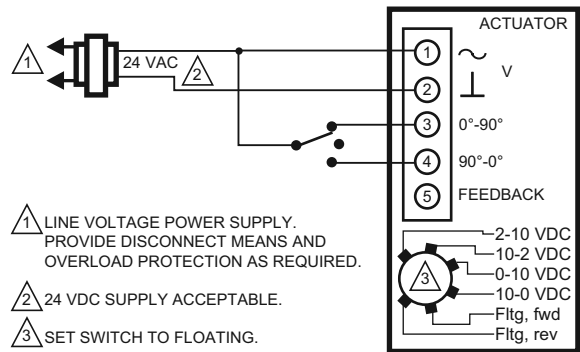 ACTUATOR
1
24 VAC
2
1
V
2
3
0°-90°
4
90°-0°
5
FEEDBACK
1 LINE VOLTAGE POWER SUPPLY.
PROVIDE DISCONNECT MEANS AND
OVERLOAD PROTECTION AS REQUIRED.
2 24 VDC SUPPLY ACCEPTABLE.
3 SET SWITCH TO FLOATING.
3
2-10 VDC
10-2 VDC
0-10 VDC
10-0 VDC
Fltg, fwd
Fltg, rev